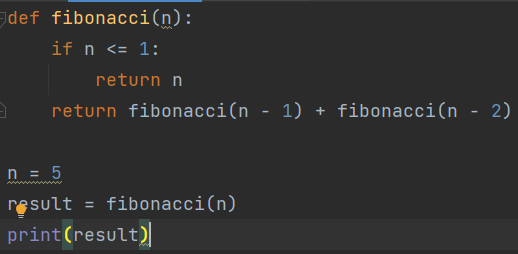 def fibonacci(n):
    if n <= 1:
        return n
    return fibonacci(n - 1) + fibonacci(n - 2)
n = 5
result = fibonacci(n)
print(result)